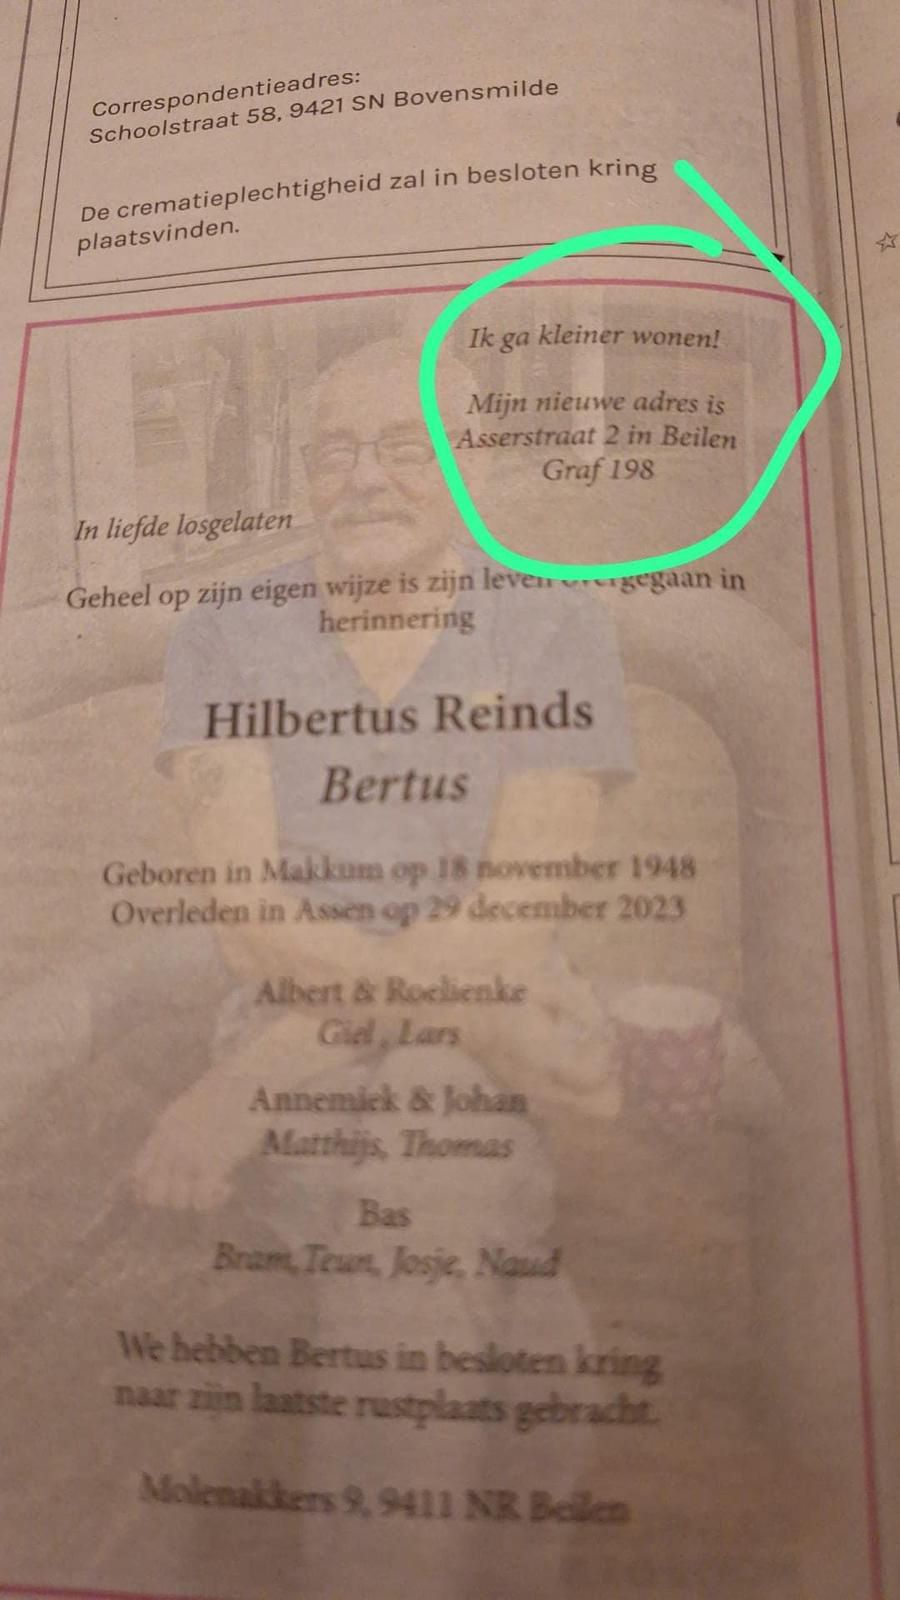 Correspondentieadres:
Schoolstraat 58, 9421 SN Bovensmilde
De crematieplechtigheid zal in besloten kring
plaatsvinden.
Ik ga kleiner wonen!
Mijn nieuwe adres is
Asserstraat 2 in Beilen
Graf 198
In liefde losgelaten
Geheel op zijn eigen wijze is zijn leven overgegaan in
herinnering
Hilbertus Reinds
Bertus
Geboren in Makkum op 18 november 1948
Overleden in Assen op 29 december 2023
Albert & Roelienke
Giel, Lars
Annemiek & Johan
Matthijs, Thomas
Bas
Bram, Teun, Josje, Naud
We hebben Bertus in besloten kring
naar zijn laatste rustplaats gebracht.
Molenakkers 9, 9411 NR Beilen